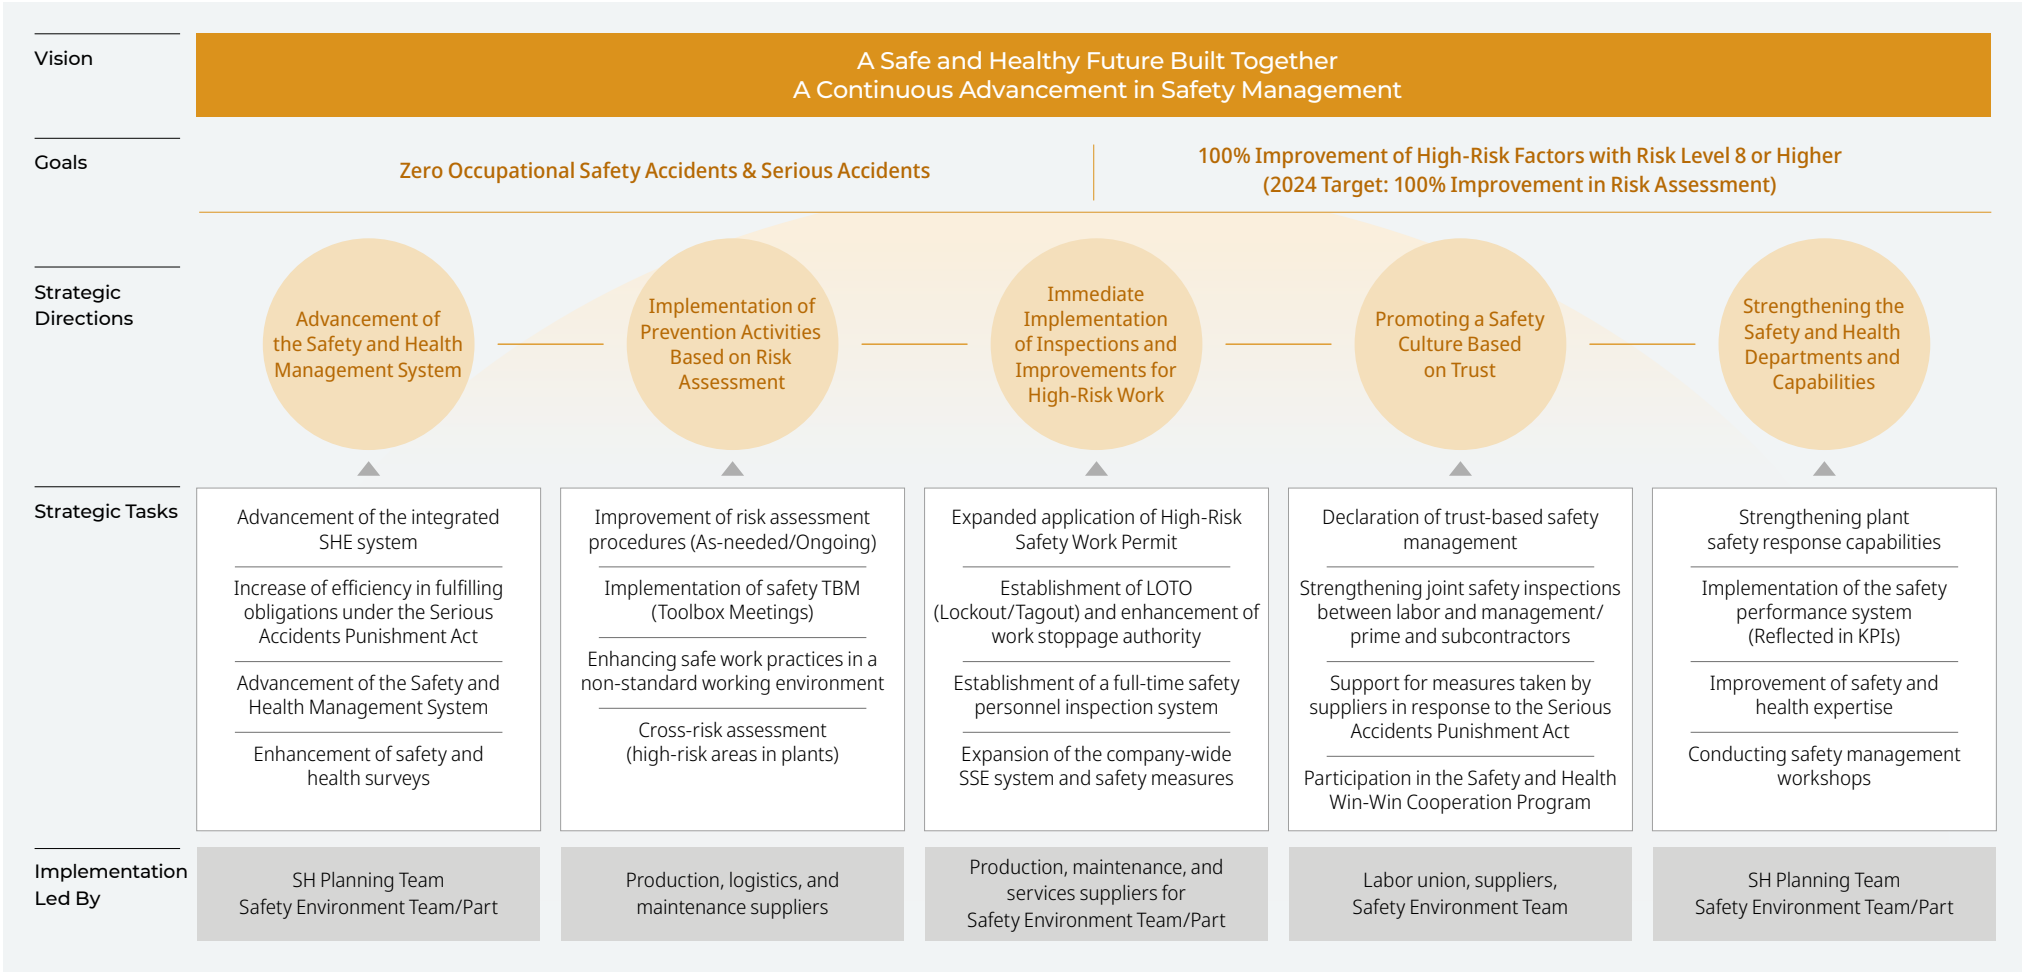 Vision
A Safe and Healthy Future Built Together
A Continuous Advancement in Safety Management
Goals
Zero Occupational Safety Accidents & Serious Accidents
100% Improvement of High-Risk Factors with Risk Level 8 or Higher
(2024 Target: 100% Improvement in Risk Assessment)
Strategic
Directions
Advancement of
the Safety and Health
Management System
Implementation of
Prevention Activities
Based on Risk
Assessment
Immediate
Implementation
of Inspections and
Improvements for
High-Risk Work
Promoting a Safety
Culture Based
on Trust
Strengthening the
Safety and Health
Departments and
Capabilities
Strategic Tasks
Advancement of the integrated
SHE system
Increase of efficiency in fulfilling
obligations under the Serious
Accidents Punishment Act
Advancement of the Safety and
Health Management System
Enhancement of safety and
health surveys
Improvement of risk assessment
procedures (As-needed/Ongoing)
Implementation of safety TBM
(Toolbox Meetings)
Enhancing safe work practices in a
non-standard working environment
Cross-risk assessment
(high-risk areas in plants)
Expanded application of High-Risk
Safety Work Permit
Establishment of LOTO
(Lockout/Tagout) and enhancement of
work stoppage authority
Establishment of a full-time safety
personnel inspection system
Expansion of the company-wide
SSE system and safety measures
Declaration of trust-based safety
management
Strengthening joint safety inspections
between labor and management/
prime and subcontractors
Support for measures taken by
suppliers in response to the Serious
Accidents Punishment Act
Participation in the Safety and Health
Win-Win Cooperation Program
Strengthening plant
safety response capabilities
Implementation of the safety
performance system
(Reflected in KPIs)
Improvement of safety and
health expertise
Conducting safety management
workshops
Implementation
Led By
SH Planning Team
Safety Environment Team/Part
Production, logistics, and
maintenance suppliers
Production, maintenance, and
services suppliers for
Safety Environment Team/Part
Labor union, suppliers,
Safety Environment Team
SH Planning Team
Safety Environment Team/Part